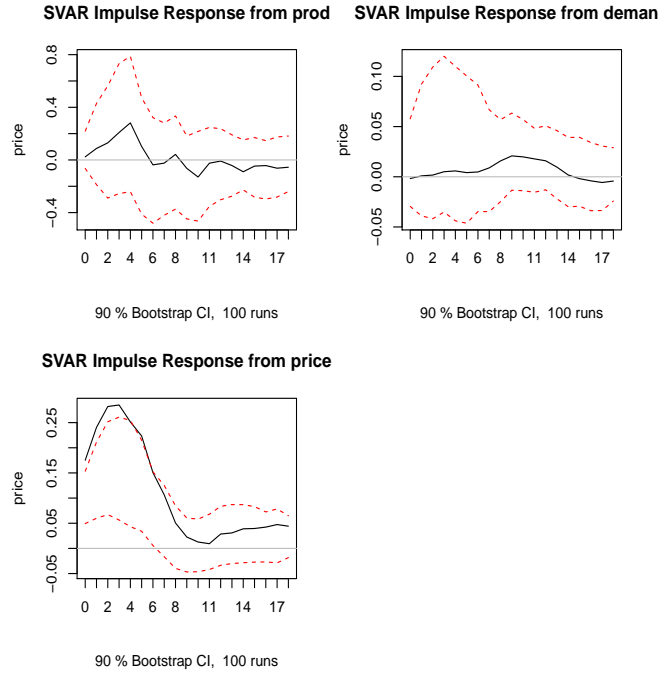 SVAR Impulse Response from prod
price
−0.4 0.0 0.4 0.8
0 2 4 6 8 11 14 17
90 % Bootstrap CI, 100 runs
SVAR Impulse Response from deman
price
−0.05 0.00 0.05 0.10
0 2 4 6 8 11 14 17
90 % Bootstrap CI, 100 runs
SVAR Impulse Response from price
price
−0.05 0.05 0.15 0.25
0 2 4 6 8 11 14 17
90 % Bootstrap CI, 100 runs